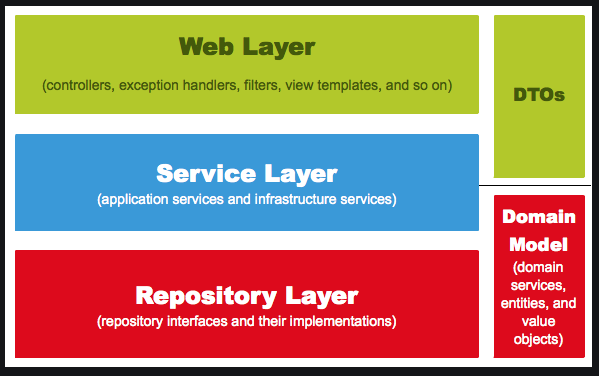 Web Layer
(controllers, exception handlers, filters, view templates, and so on)
DTOs
Service Layer
(application services and infrastructure services)
Repository Layer
(repository interfaces and their implementations)
Domain
Model
(domain
services,
entities, and
value
objects)